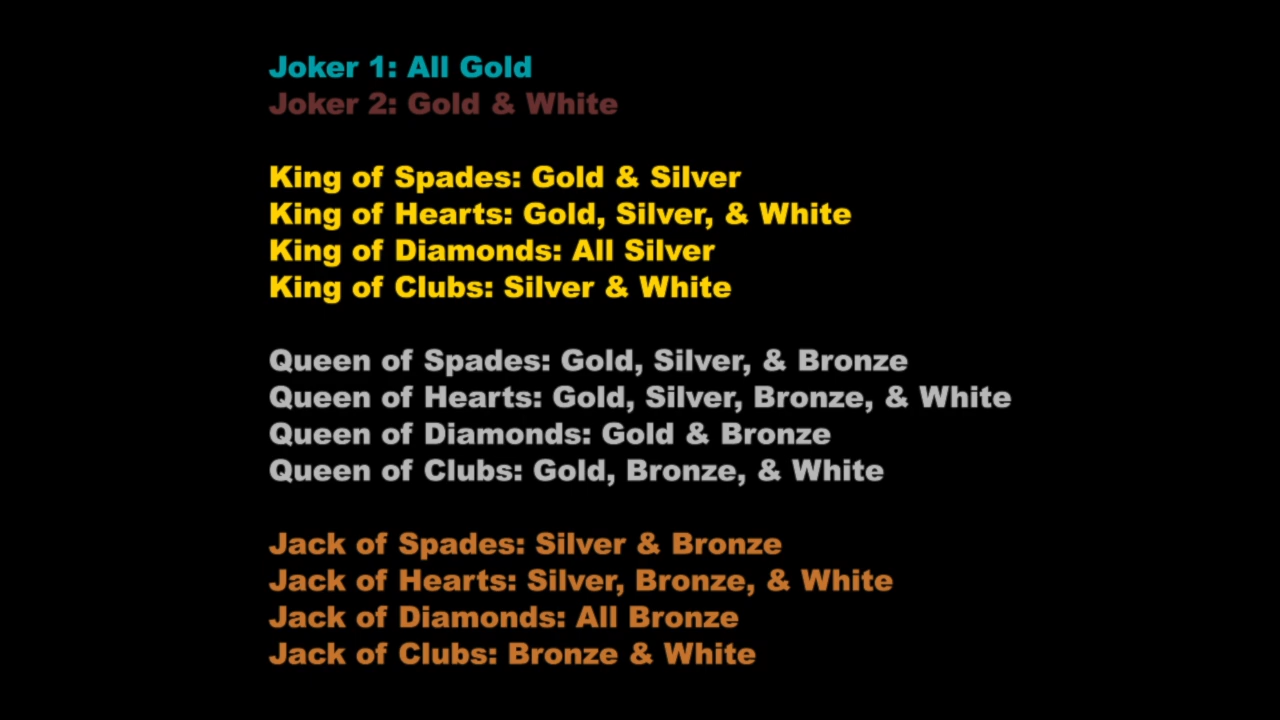 Joker 1: All Gold
Joker 2: Gold & White
King of Spades: Gold & Silver
King of Hearts: Gold, Silver, & White
King of Diamonds: All Silver
King of Clubs: Silver & White
Queen of Spades: Gold, Silver, & Bronze
Queen of Hearts: Gold, Silver, Bronze, & White
Queen of Diamonds: Gold & Bronze
Queen of Clubs: Gold, Bronze, & White
Jack of Spades: Silver & Bronze
Jack of Hearts: Silver, Bronze, & White
Jack of Diamonds: All Bronze
Jack of Clubs: Bronze & White